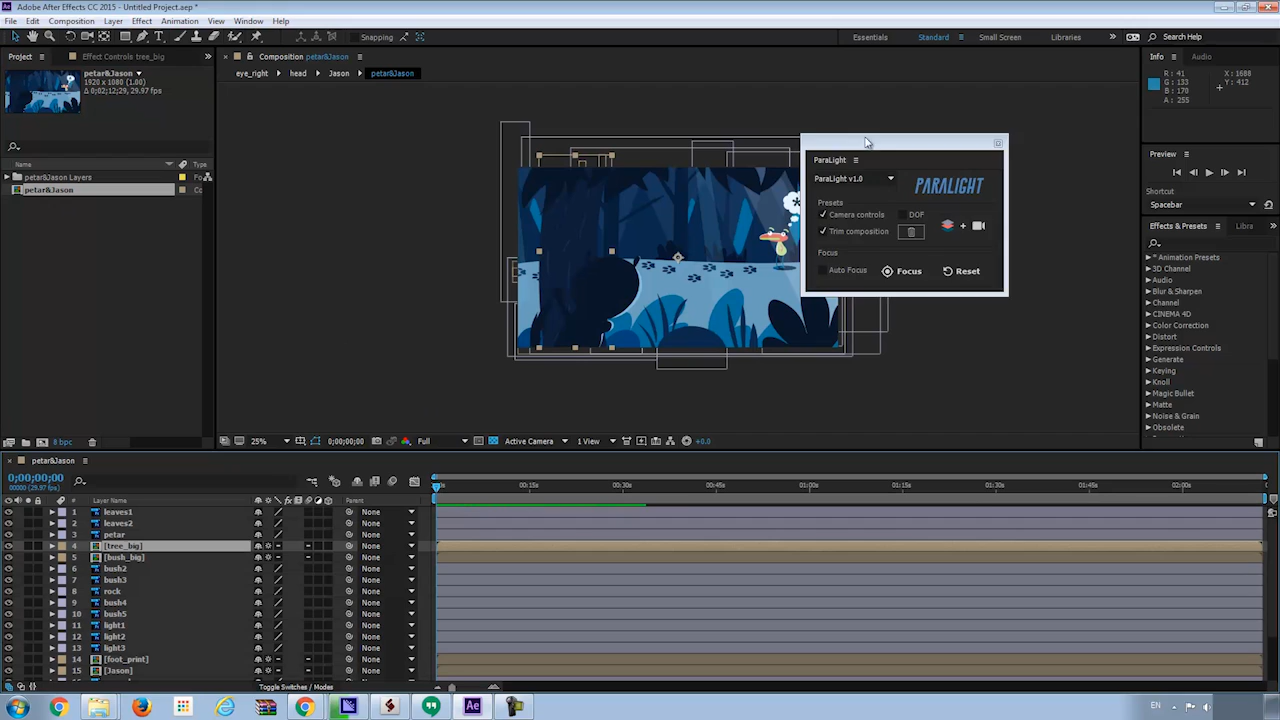 Adobe After Effects CC 2015 - Untitled Project.aep *
File Edit Composition Layer Effect Animation View Window Help
Snapping Essentials Standard Small Screen Libraries Search Help
Project Effect Controls tree_big
petar&Jason
1920 x 1080 (1.00)
Δ 0;02;12;29, 29.97 fps
Name Type
petar&Jason Layers Fo
petar&Jason Co
8 bpc
Composition petar&Jason
eye_right head Jason petar&Jason
ParaLight
ParaLight v1.0
PARALIGHT
Presets
Camera controls DOF
Trim composition
+
Focus
Auto Focus Focus Reset
25% 0;00;00;00 Full Active Camera 1 View +0.0
Info Audio
R : 41
G : 133
B : 170
A : 255
X : 1688
Y : 412
Preview
Shortcut
Spacebar
Effects & Presets Libra
* Animation Presets
3D Channel
Audio
Blur & Sharpen
Channel
CINEMA 4D
Color Correction
Distort
Expression Controls
Generate
Keying
Knoll
Magic Bullet
Matte
Noise & Grain
petar&Jason
0;00;00;00
00000 (29.97 fps)
00:15s 00:30s 00:45s 01:00s 01:15s 01:30s 01:45s 02:00s
# Layer Name Parent
1 leaves1 None
2 leaves2 None
3 petar None
4 [tree_big] None
5 [bush_big] None
6 bush2 None
7 bush3 None
8 rock None
9 bush4 None
10 bush5 None
11 light1 None
12 light2 None
13 light3 None
14 [foot_print] None
15 [Jason] None
Toggle Switches / Modes
Ae
EN